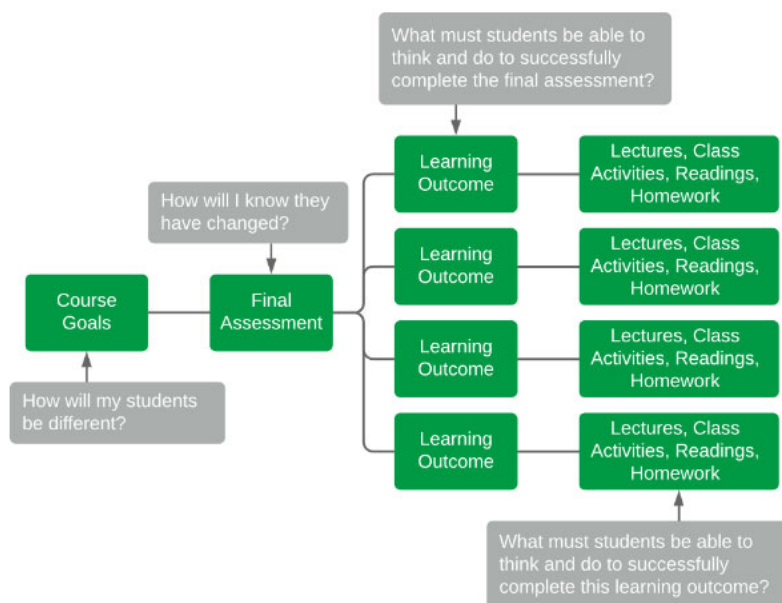 What must students be able to
think and do to successfully
complete the final assessment?
Learning
Outcome
Lectures, Class
Activities, Readings,
Homework
How will I know they
have changed?
Learning
Outcome
Lectures, Class
Activities, Readings,
Homework
Course
Goals
Final
Assessment
Learning
Outcome
Lectures, Class
Activities, Readings,
Homework
How will my students
be different?
Learning
Outcome
Lectures, Class
Activities, Readings,
Homework
What must students be able to
think and do to successfully
complete this learning outcome?